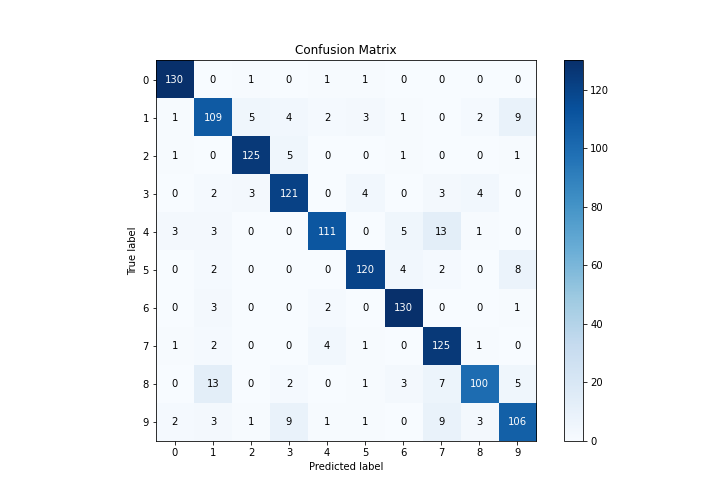 Confusion Matrix
0 130 0 1 0 1 1 0 0 0 0
1 1 109 5 4 2 3 1 0 2 9
2 1 0 125 5 0 0 1 0 0 1
3 0 2 3 121 0 4 0 3 4 0
4 3 3 0 0 111 0 5 13 1 0
5 0 2 0 0 0 120 4 2 0 8
6 0 3 0 0 2 0 130 0 0 1
7 1 2 0 0 4 1 0 125 1 0
8 0 13 0 2 0 1 3 7 100 5
9 2 3 1 9 1 1 0 9 3 106
0 1 2 3 4 5 6 7 8 9
True label
Predicted label
120
100
80
60
40
20
0